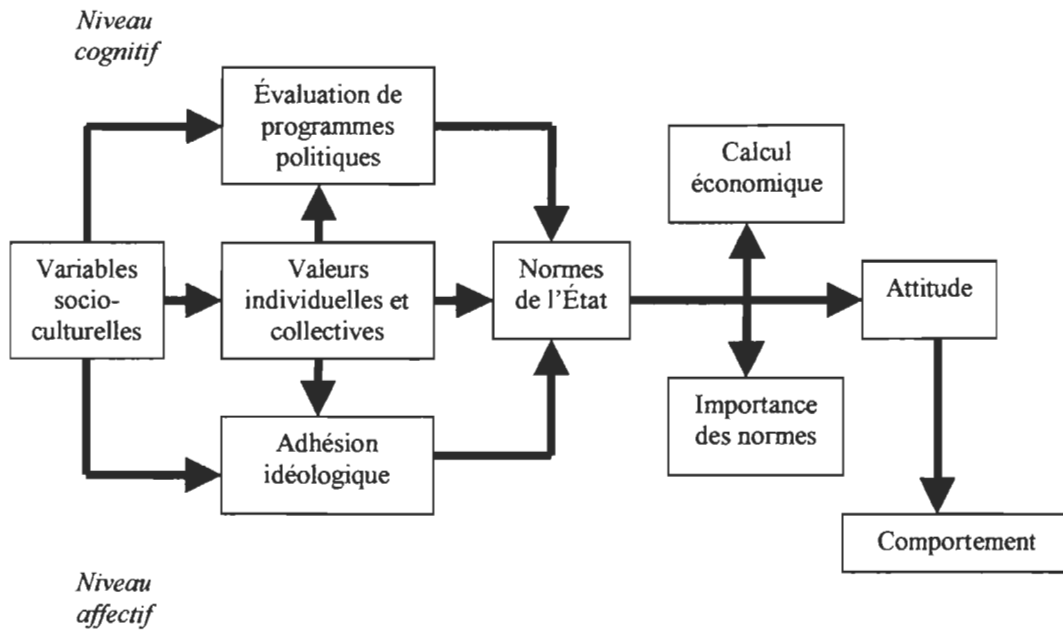 Niveau
cognitif
Évaluation de
programmes
politiques
Calcul
économique
Variables
socio-
culturelles
Valeurs
individuelles et
collectives
Normes
de l'État
Attitude
Importance
des normes
Adhésion
idéologique
Comportement
Niveau
affectif